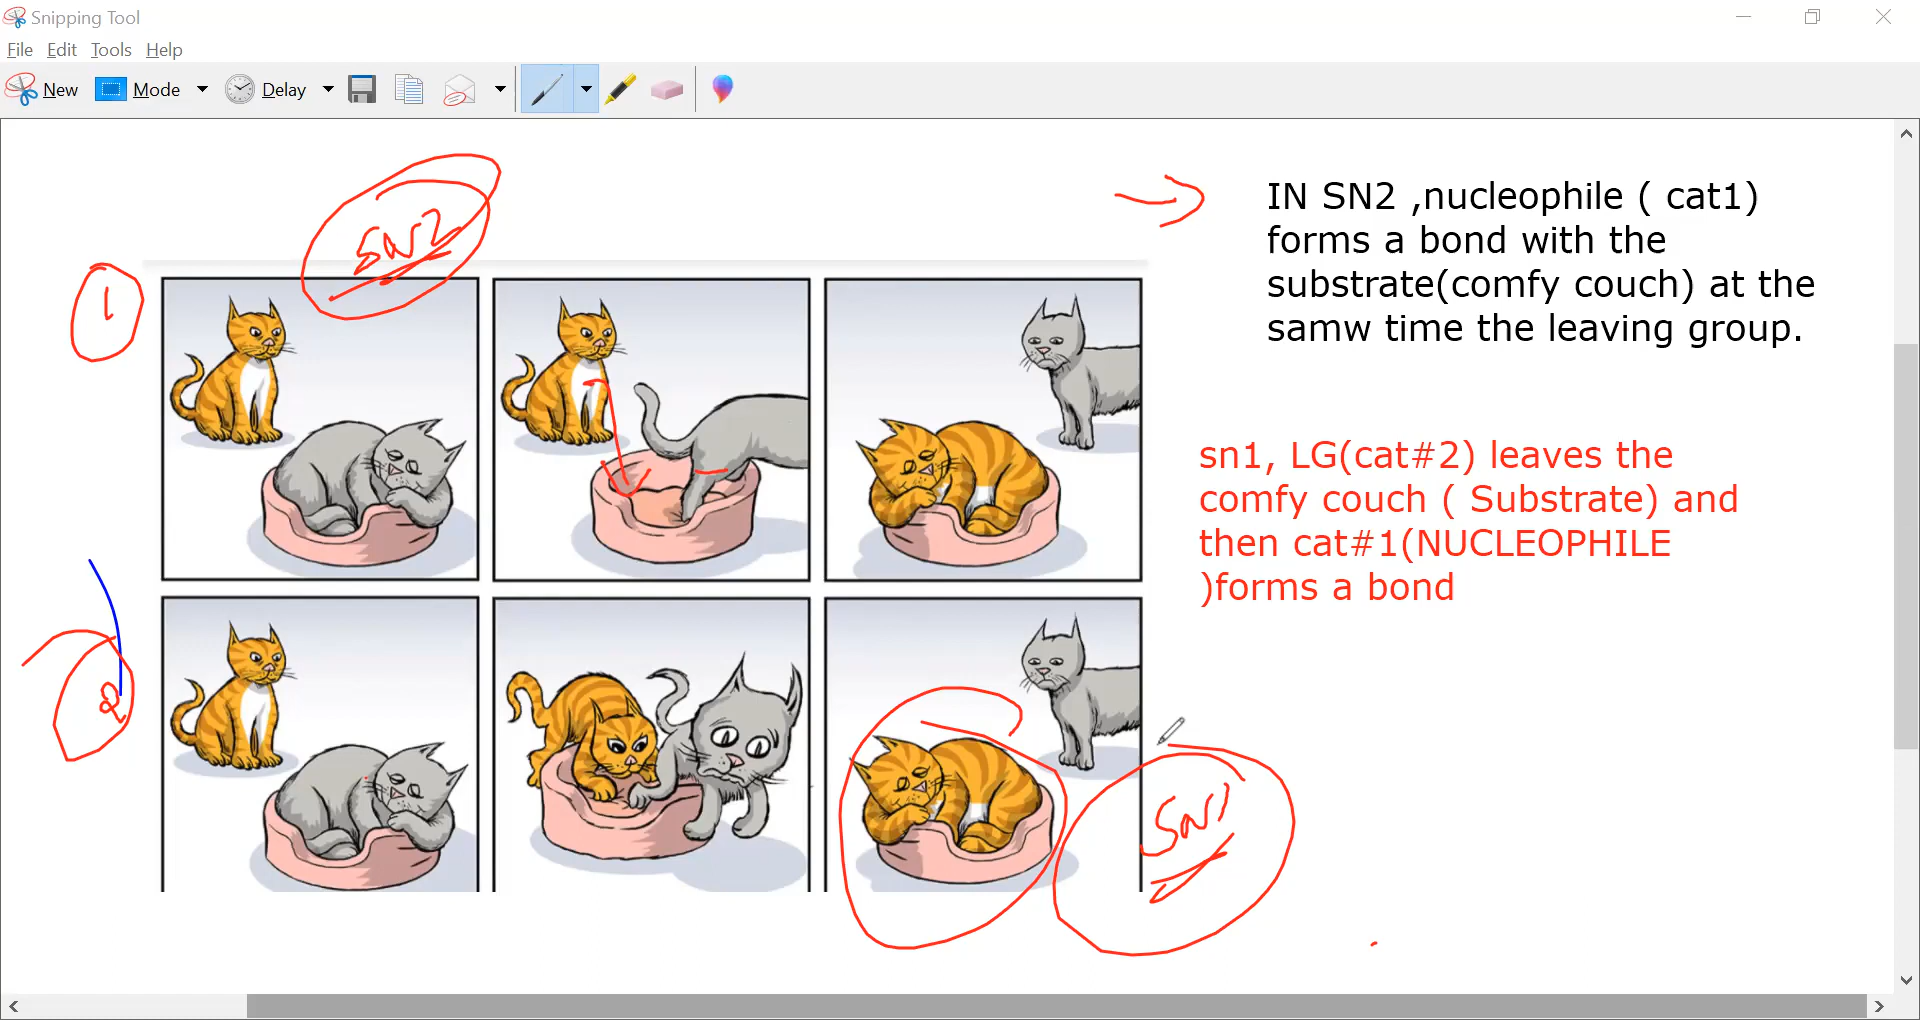 Snipping Tool
File Edit Tools Help
New Mode Delay
SN2
1
IN SN2 ,nucleophile ( cat1)
forms a bond with the
substrate(comfy couch) at the
samw time the leaving group.
sn1, LG(cat#2) leaves the
comfy couch ( Substrate) and
then cat#1(NUCLEOPHILE
)forms a bond
2
SN1